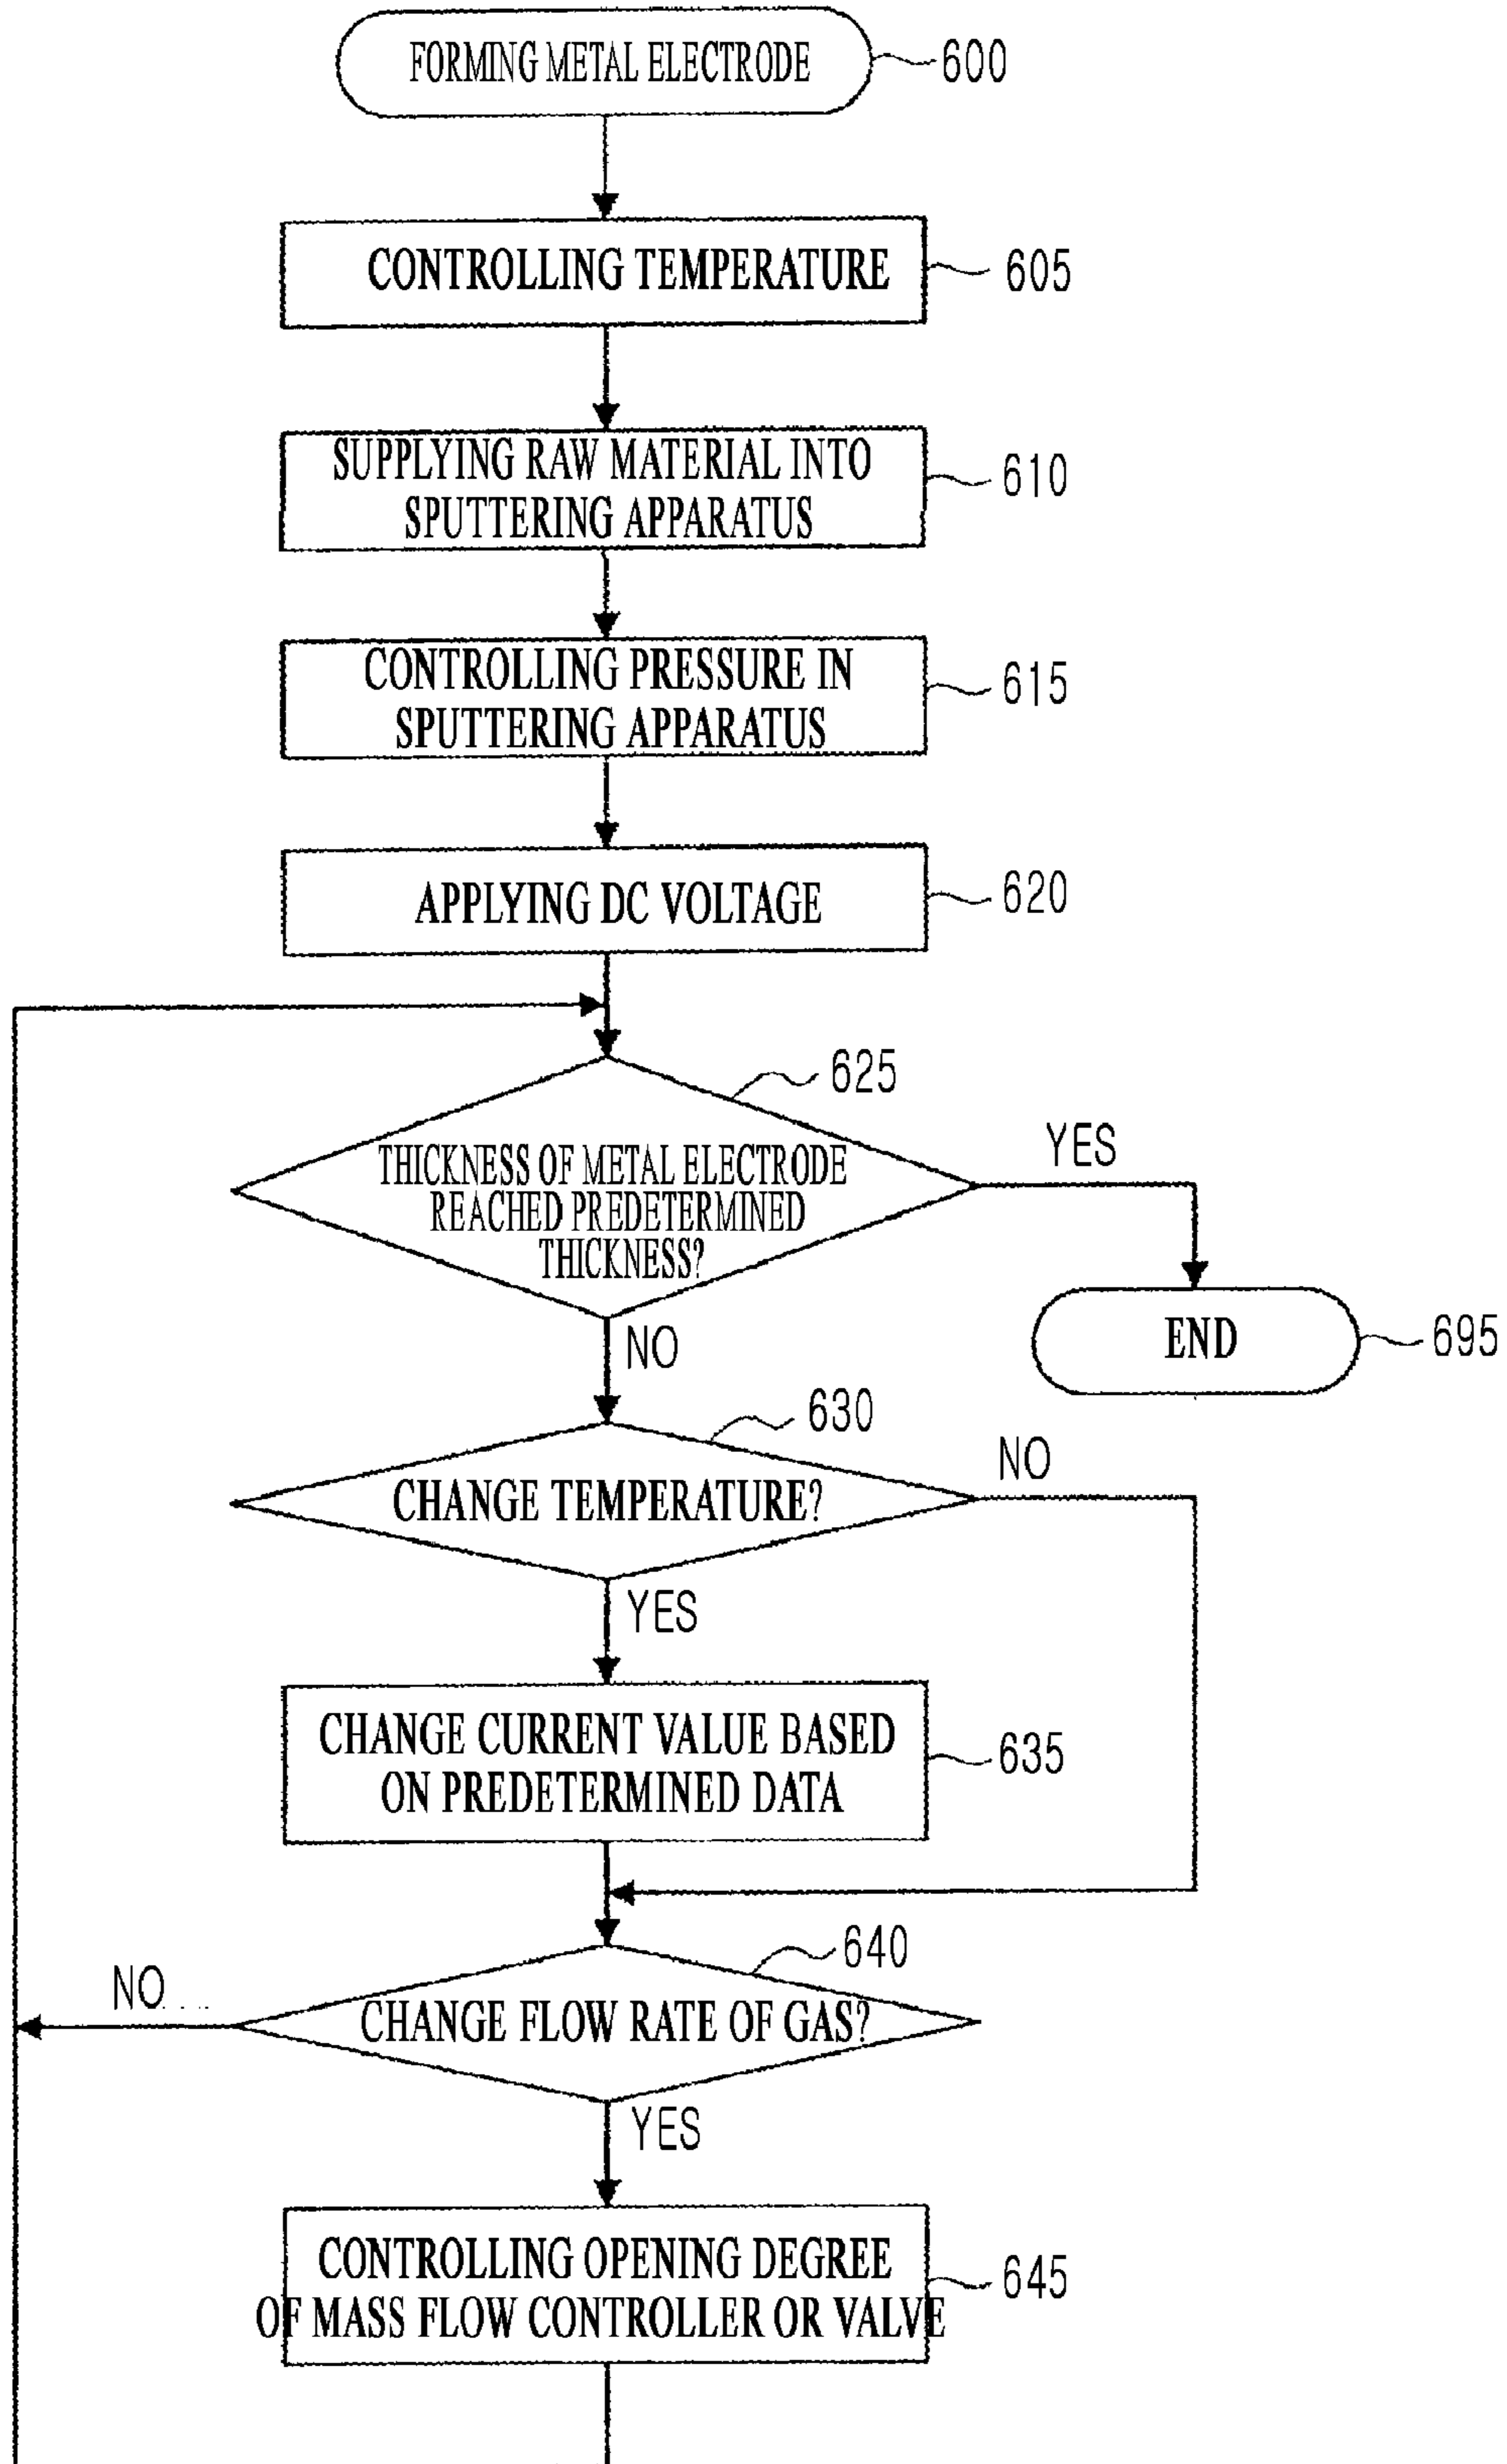 FORMING METAL ELECTRODE
600
CONTROLLING TEMPERATURE
605
SUPPLYING RAW MATERIAL INTO
SPUTTERING APPARATUS
610
CONTROLLING PRESSURE IN
SPUTTERING APPARATUS
615
APPLYING DC VOLTAGE
620
625
THICKNESS OF METAL ELECTRODE
REACHED PREDETERMINED
THICKNESS?
YES
NO
END
695
630
CHANGE TEMPERATURE?
NO
YES
CHANGE CURRENT VALUE BASED
ON PREDETERMINED DATA
635
640
CHANGE FLOW RATE OF GAS?
NO
YES
CONTROLLING OPENING DEGREE
OF MASS FLOW CONTROLLER OR VALVE
645